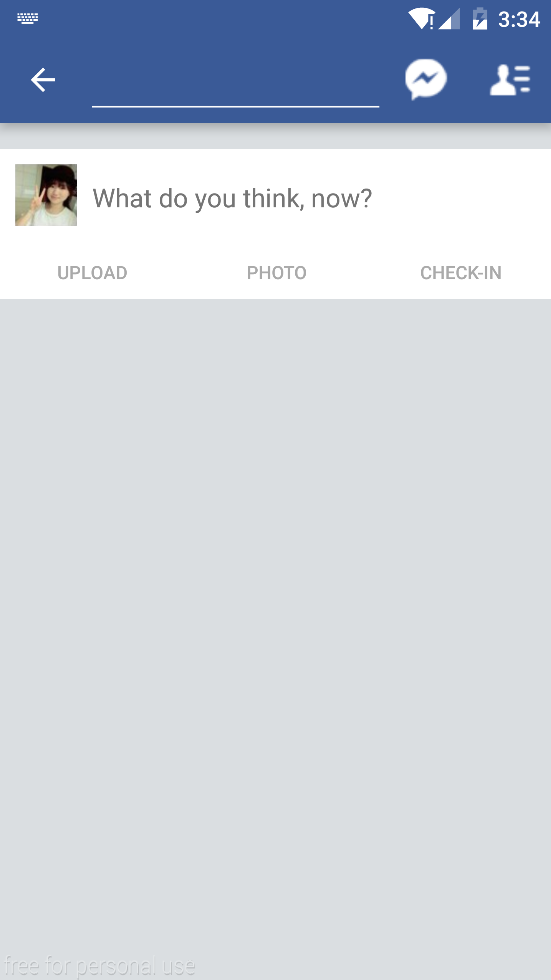 3:34
What do you think, now?
UPLOAD PHOTO CHECK-IN
free for personal use